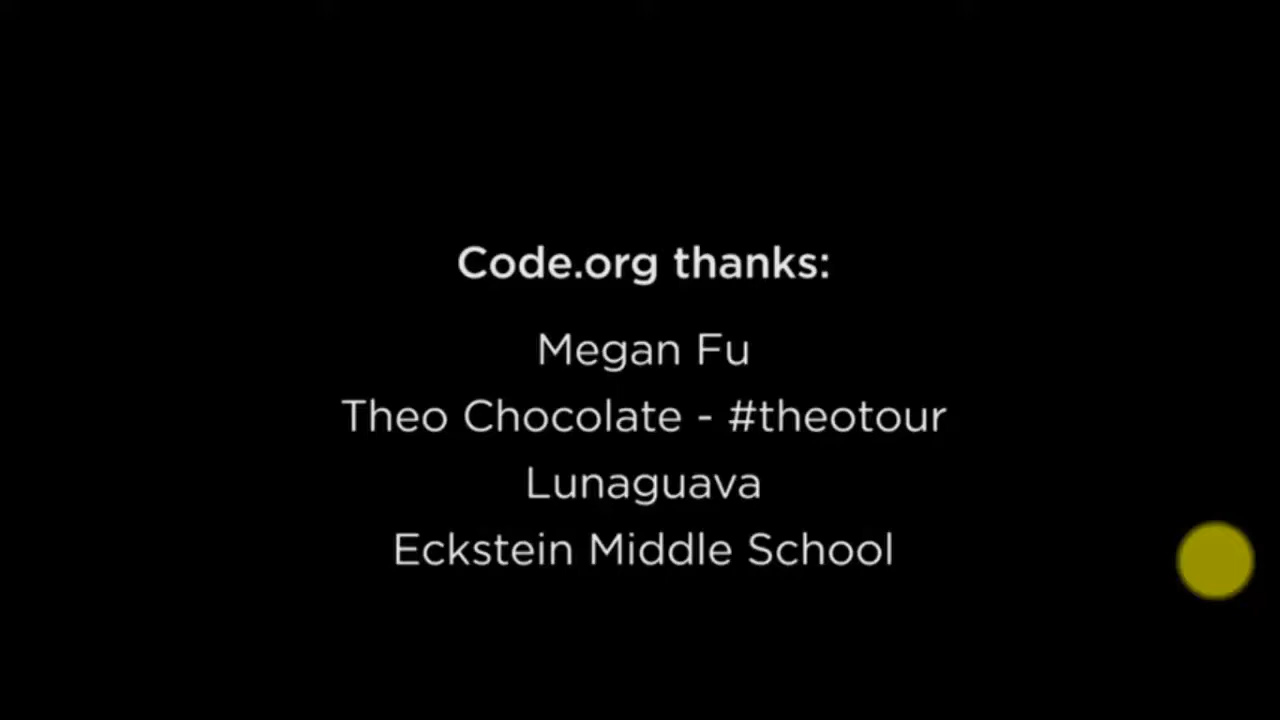 Code.org thanks:
Megan Fu
Theo Chocolate - #theotour
Lunaguava
Eckstein Middle School